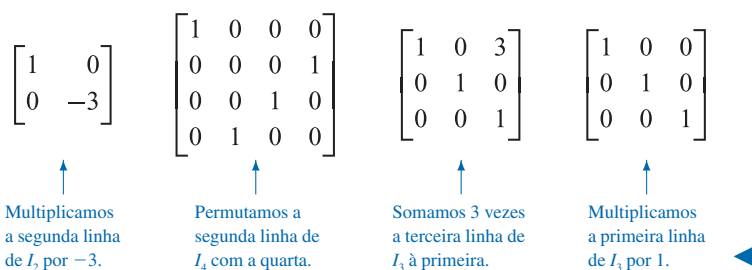 1 0
0 −3
1 0 0 0
0 0 0 1
0 0 1 0
0 1 0 0
1 0 3
0 1 0
0 0 1
1 0 0
0 1 0
0 0 1
Multiplicamos
a segunda linha
de I₂ por −3.
Permutamos a
segunda linha de
I₄ com a quarta.
Somamos 3 vezes
a terceira linha de
I₃ à primeira.
Multiplicamos
a primeira linha
de I₃ por 1.